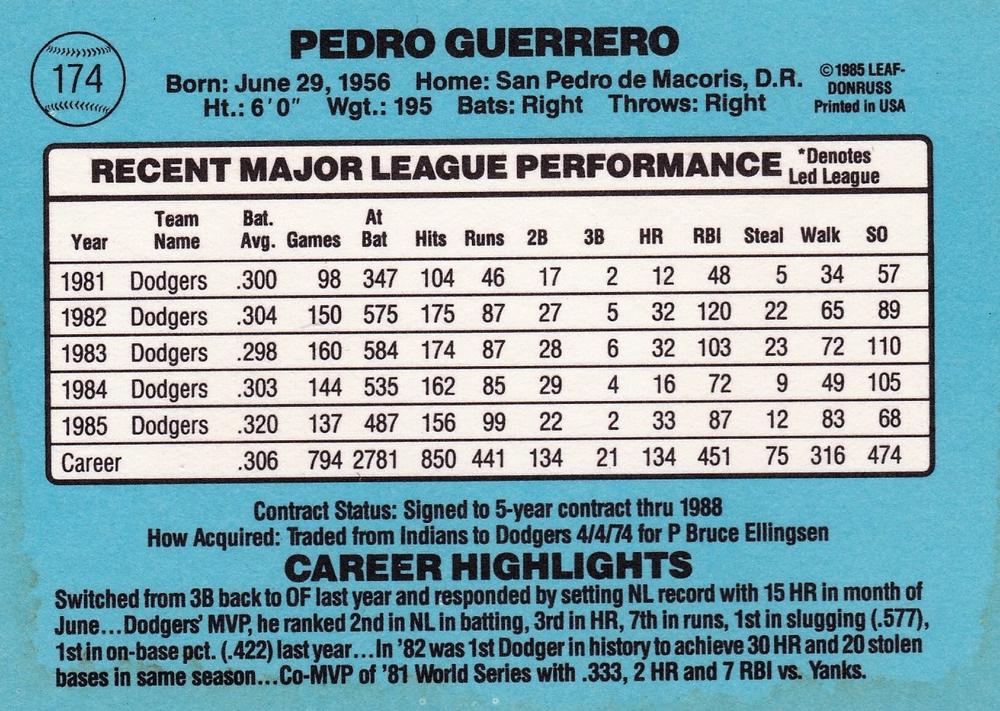 174
PEDRO GUERRERO
Born: June 29, 1956 Home: San Pedro de Macoris, D.R.
Ht.: 6'0" Wgt.: 195 Bats: Right Throws: Right
©1985 LEAF-
DONRUSS
Printed in USA
RECENT MAJOR LEAGUE PERFORMANCE *Denotes Led League
Year Team Name Bat. Avg. Games At Bat Hits Runs 2B 3B HR RBI Steal Walk SO
1981 Dodgers .300 98 347 104 46 17 2 12 48 5 34 57
1982 Dodgers .304 150 575 175 87 27 5 32 120 22 65 89
1983 Dodgers .298 160 584 174 87 28 6 32 103 23 72 110
1984 Dodgers .303 144 535 162 85 29 4 16 72 9 49 105
1985 Dodgers .320 137 487 156 99 22 2 33 87 12 83 68
Career .306 794 2781 850 441 134 21 134 451 75 316 474
Contract Status: Signed to 5-year contract thru 1988
How Acquired: Traded from Indians to Dodgers 4/4/74 for P Bruce Ellingsen
CAREER HIGHLIGHTS
Switched from 3B back to OF last year and responded by setting NL record with 15 HR in month of
June...Dodgers' MVP, he ranked 2nd in NL in batting, 3rd in HR, 7th in runs, 1st in slugging (.577),
1st in on-base pct. (.422) last year...In '82 was 1st Dodger in history to achieve 30 HR and 20 stolen
bases in same season...Co-MVP of '81 World Series with .333, 2 HR and 7 RBI vs. Yanks.